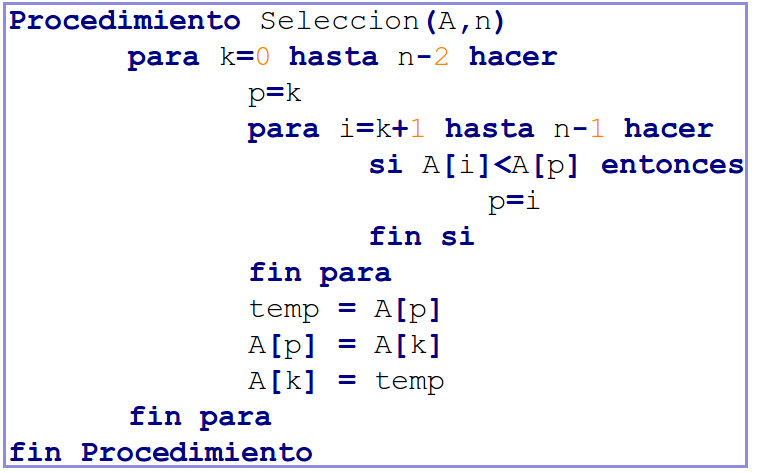 Procedimiento Seleccion(A,n)
para k=0 hasta n-2 hacer
p=k
para i=k+1 hasta n-1 hacer
si A[i]<A[p] entonces
p=i
fin si
fin para
temp = A[p]
A[p] = A[k]
A[k] = temp
fin para
fin Procedimiento